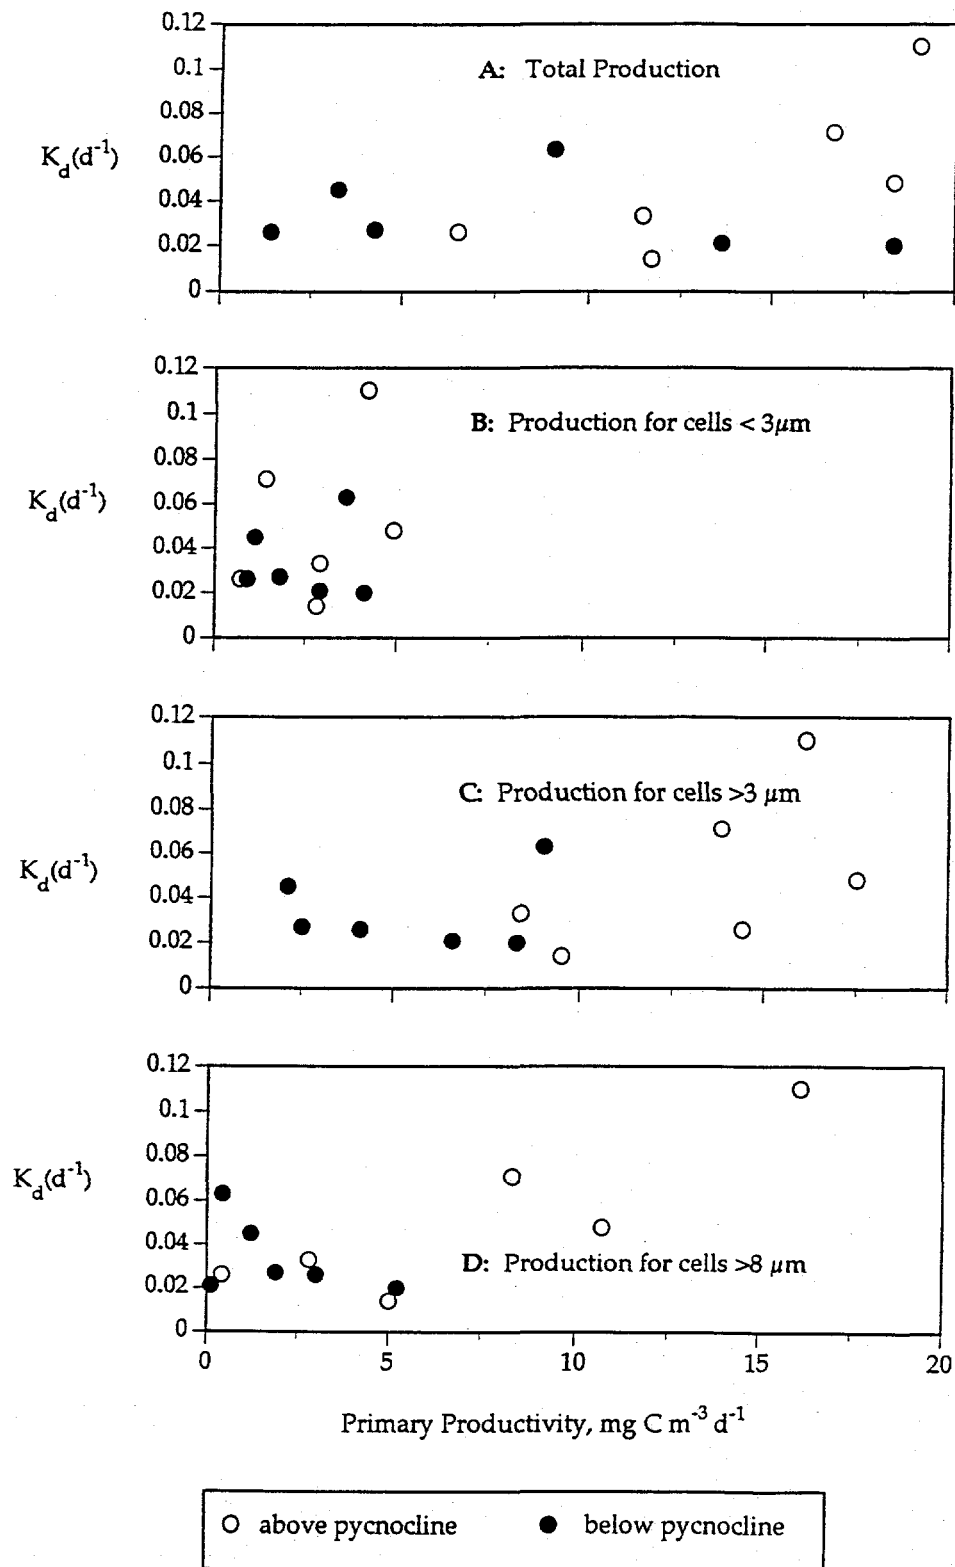 0.12
A: Total Production
0.1
0.08
K_d(d^-1)
0.06
0.04
0.02
0
0.12
B: Production for cells < 3μm
0.1
0.08
K_d(d^-1)
0.06
0.04
0.02
0
0.12
0.1
C: Production for cells >3 μm
0.08
0.06
K_d(d^-1)
0.04
0.02
0
0.12
0.1
0.08
K_d(d^-1)
0.06
0.04
D: Production for cells >8 μm
0.02
0
0 5 10 15 20
Primary Productivity, mg C m^-3 d^-1
above pycnocline below pycnocline